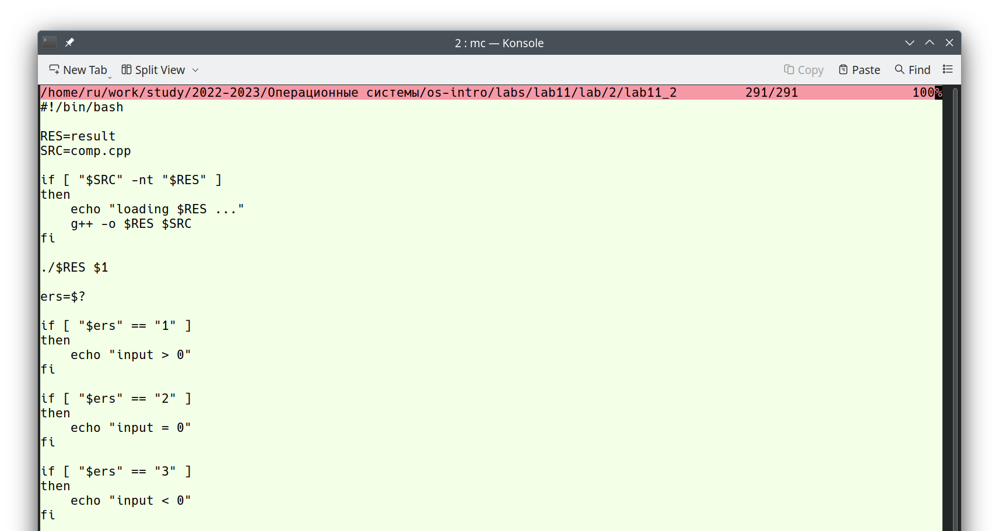 2 : mc — Konsole
New Tab Split View Copy Paste Find
/home/ru/work/study/2022-2023/Операционные системы/os-intro/labs/lab11/lab/2/lab11_2 291/291 100%
#!/bin/bash

RES=result
SRC=comp.cpp

if [ "$SRC" -nt "$RES" ]
then
    echo "loading $RES ..."
    g++ -o $RES $SRC
fi

./$RES $1

ers=$?

if [ "$ers" == "1" ]
then
    echo "input > 0"
fi

if [ "$ers" == "2" ]
then
    echo "input = 0"
fi

if [ "$ers" == "3" ]
then
    echo "input < 0"
fi